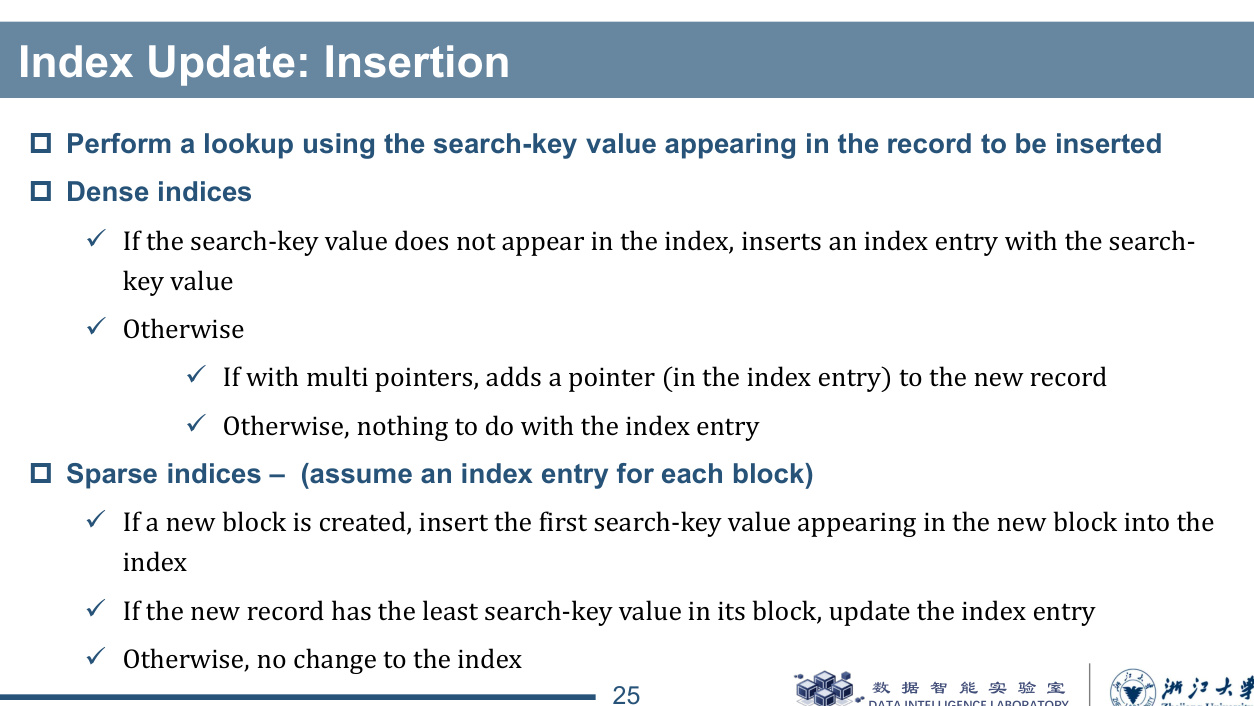 Index Update: Insertion
Perform a lookup using the search-key value appearing in the record to be inserted
Dense indices
If the search-key value does not appear in the index, inserts an index entry with the search-
key value
Otherwise
If with multi pointers, adds a pointer (in the index entry) to the new record
Otherwise, nothing to do with the index entry
Sparse indices – (assume an index entry for each block)
If a new block is created, insert the first search-key value appearing in the new block into the
index
If the new record has the least search-key value in its block, update the index entry
Otherwise, no change to the index
25
数据智能实验室
DATA INTELLIGENCE LABORATORY
浙江大学